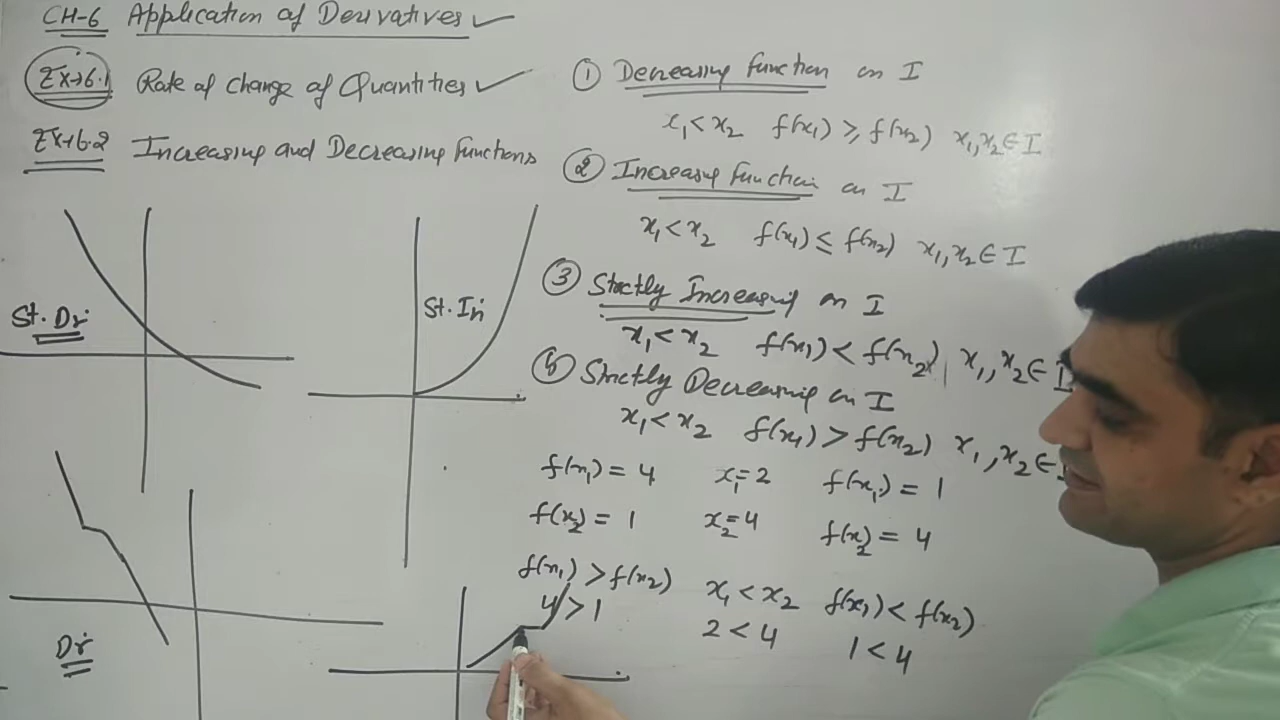 CH-6 Application of Derivatives ✓
Ex→6.1 Rate of change of Quantities ✓
Ex→6.2 Increasing and Decreasing functions
St. Dr
St. In
Dr
① Decreasing function on I
x₁ < x₂ f(x₁) ≥ f(x₂) x₁, x₂ ∈ I
② Increasing function on I
x₁ < x₂ f(x₁) ≤ f(x₂) x₁, x₂ ∈ I
③ Strictly Increasing on I
x₁ < x₂ f(x₁) < f(x₂) x₁, x₂ ∈ I
④ Strictly Decreasing on I
x₁ < x₂ f(x₁) > f(x₂) x₁, x₂ ∈ I
f(x₁) = 4 x₁ = 2 f(x₁) = 1
f(x₂) = 1 x₂ = 4 f(x₂) = 4
f(x₁) > f(x₂) x₁ < x₂ f(x₁) < f(x₂)
4 > 1 2 < 4 1 < 4